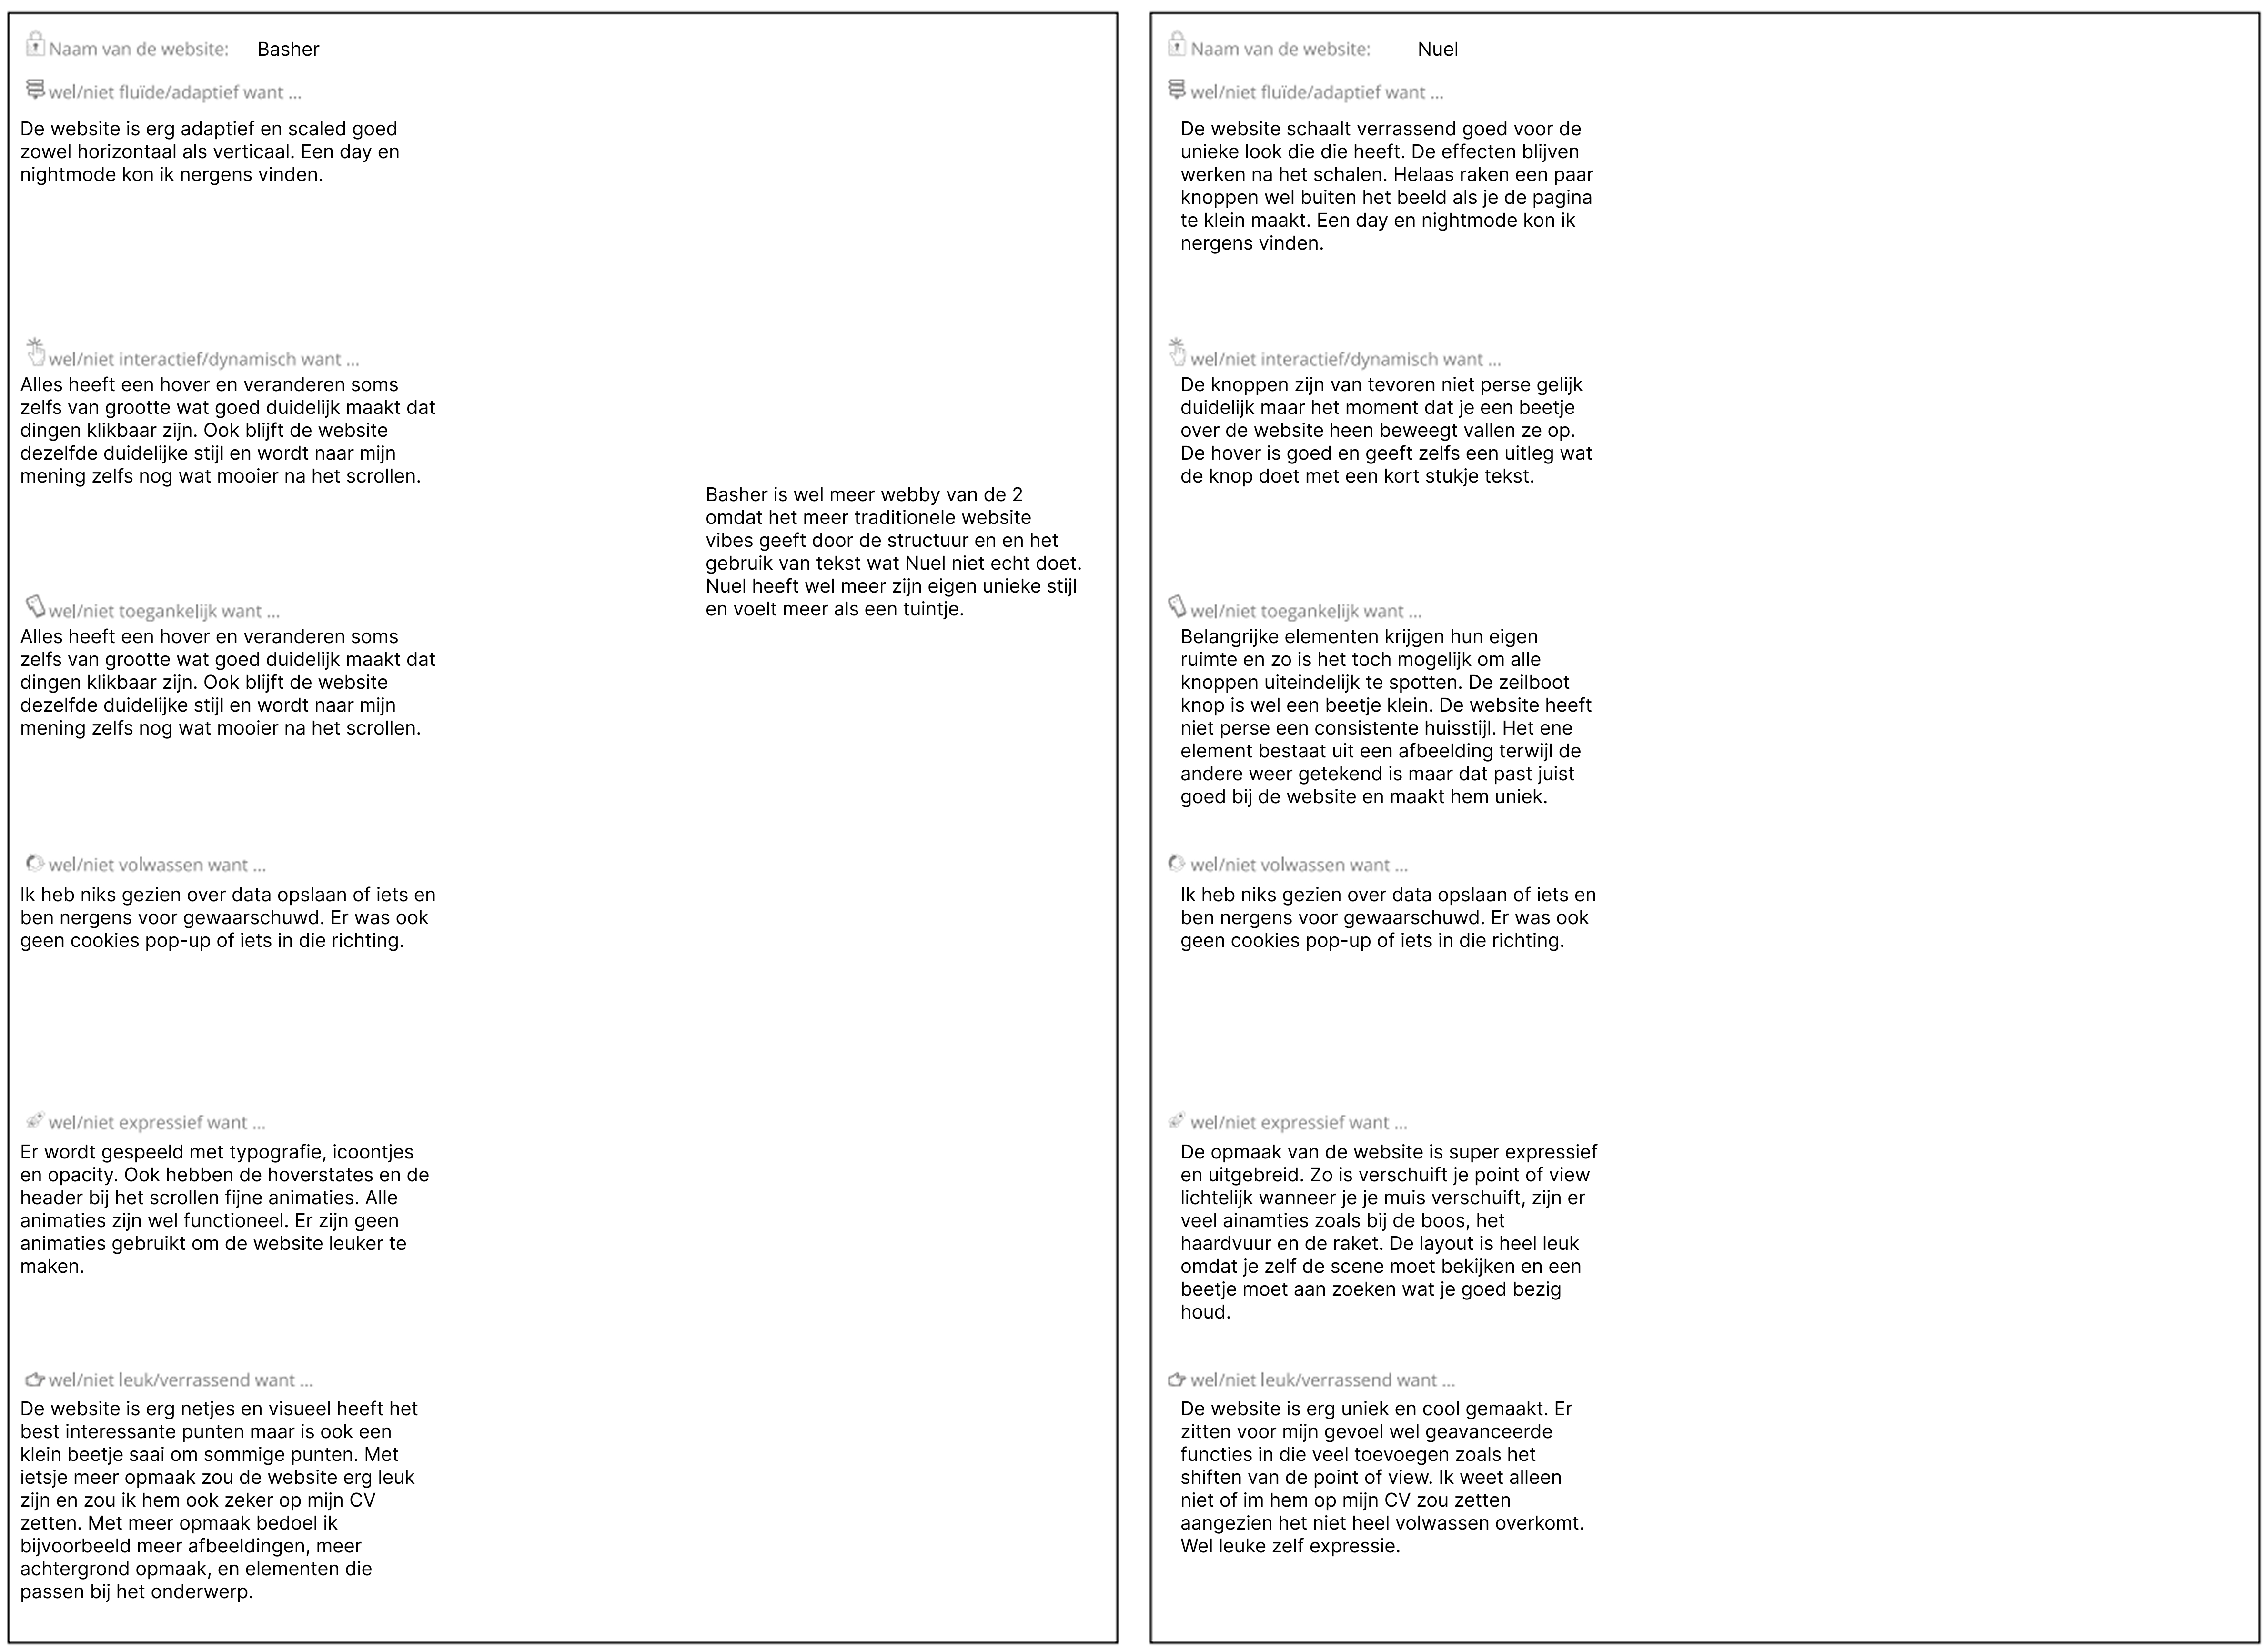 Naam van de website: Basher
wel/niet fluïde/adaptief want ...
De website is erg adaptief en scaled goed
zowel horizontaal als verticaal. Een day en
nightmode kon ik nergens vinden.
wel/niet interactief/dynamisch want ...
Alles heeft een hover en veranderen soms
zelfs van grootte wat goed duidelijk maakt dat
dingen klikbaar zijn. Ook blijft de website
dezelfde duidelijke stijl en wordt naar mijn
mening zelfs nog wat mooier na het scrollen.
wel/niet toegankelijk want ...
Alles heeft een hover en veranderen soms
zelfs van grootte wat goed duidelijk maakt dat
dingen klikbaar zijn. Ook blijft de website
dezelfde duidelijke stijl en wordt naar mijn
mening zelfs nog wat mooier na het scrollen.
wel/niet volwassen want ...
Ik heb niks gezien over data opslaan of iets en
ben nergens voor gewaarschuwd. Er was ook
geen cookies pop-up of iets in die richting.
wel/niet expressief want ...
Er wordt gespeeld met typografie, icoontjes
en opacity. Ook hebben de hoverstates en de
header bij het scrollen fijne animaties. Alle
animaties zijn wel functioneel. Er zijn geen
animaties gebruikt om de website leuker te
maken.
wel/niet leuk/verrassend want ...
De website is erg netjes en visueel heeft het
best interessante punten maar is ook een
klein beetje saai om sommige punten. Met
ietsje meer opmaak zou de website erg leuk
zijn en zou ik hem ook zeker op mijn CV
zetten. Met meer opmaak bedoel ik
bijvoorbeeld meer afbeeldingen, meer
achtergrond opmaak, en elementen die
passen bij het onderwerp.
Basher is wel meer webby van de 2
omdat het meer traditionele website
vibes geeft door de structuur en en het
gebruik van tekst wat Nuel niet echt doet.
Nuel heeft wel meer zijn eigen unieke stijl
en voelt meer als een tuintje.
Naam van de website: Nuel
wel/niet fluïde/adaptief want ...
De website schaalt verrassend goed voor de
unieke look die die heeft. De effecten blijven
werken na het schalen. Helaas raken een paar
knoppen wel buiten het beeld als je de pagina
te klein maakt. Een day en nightmode kon ik
nergens vinden.
wel/niet interactief/dynamisch want ...
De knoppen zijn van tevoren niet perse gelijk
duidelijk maar het moment dat je een beetje
over de website heen beweegt vallen ze op.
De hover is goed en geeft zelfs een uitleg wat
de knop doet met een kort stukje tekst.
wel/niet toegankelijk want ...
Belangrijke elementen krijgen hun eigen
ruimte en zo is het toch mogelijk om alle
knoppen uiteindelijk te spotten. De zeilboot
knop is wel een beetje klein. De website heeft
niet perse een consistente huisstijl. Het ene
element bestaat uit een afbeelding terwijl de
andere weer getekend is maar dat past juist
goed bij de website en maakt hem uniek.
wel/niet volwassen want ...
Ik heb niks gezien over data opslaan of iets en
ben nergens voor gewaarschuwd. Er was ook
geen cookies pop-up of iets in die richting.
wel/niet expressief want ...
De opmaak van de website is super expressief
en uitgebreid. Zo is verschuift je point of view
lichtelijk wanneer je je muis verschuift, zijn er
veel ainamties zoals bij de boos, het
haardvuur en de raket. De layout is heel leuk
omdat je zelf de scene moet bekijken en een
beetje moet aan zoeken wat je goed bezig
houd.
wel/niet leuk/verrassend want ...
De website is erg uniek en cool gemaakt. Er
zitten voor mijn gevoel wel geavanceerde
functies in die veel toevoegen zoals het
shiften van de point of view. Ik weet alleen
niet of im hem op mijn CV zou zetten
aangezien het niet heel volwassen overkomt.
Wel leuke zelf expressie.